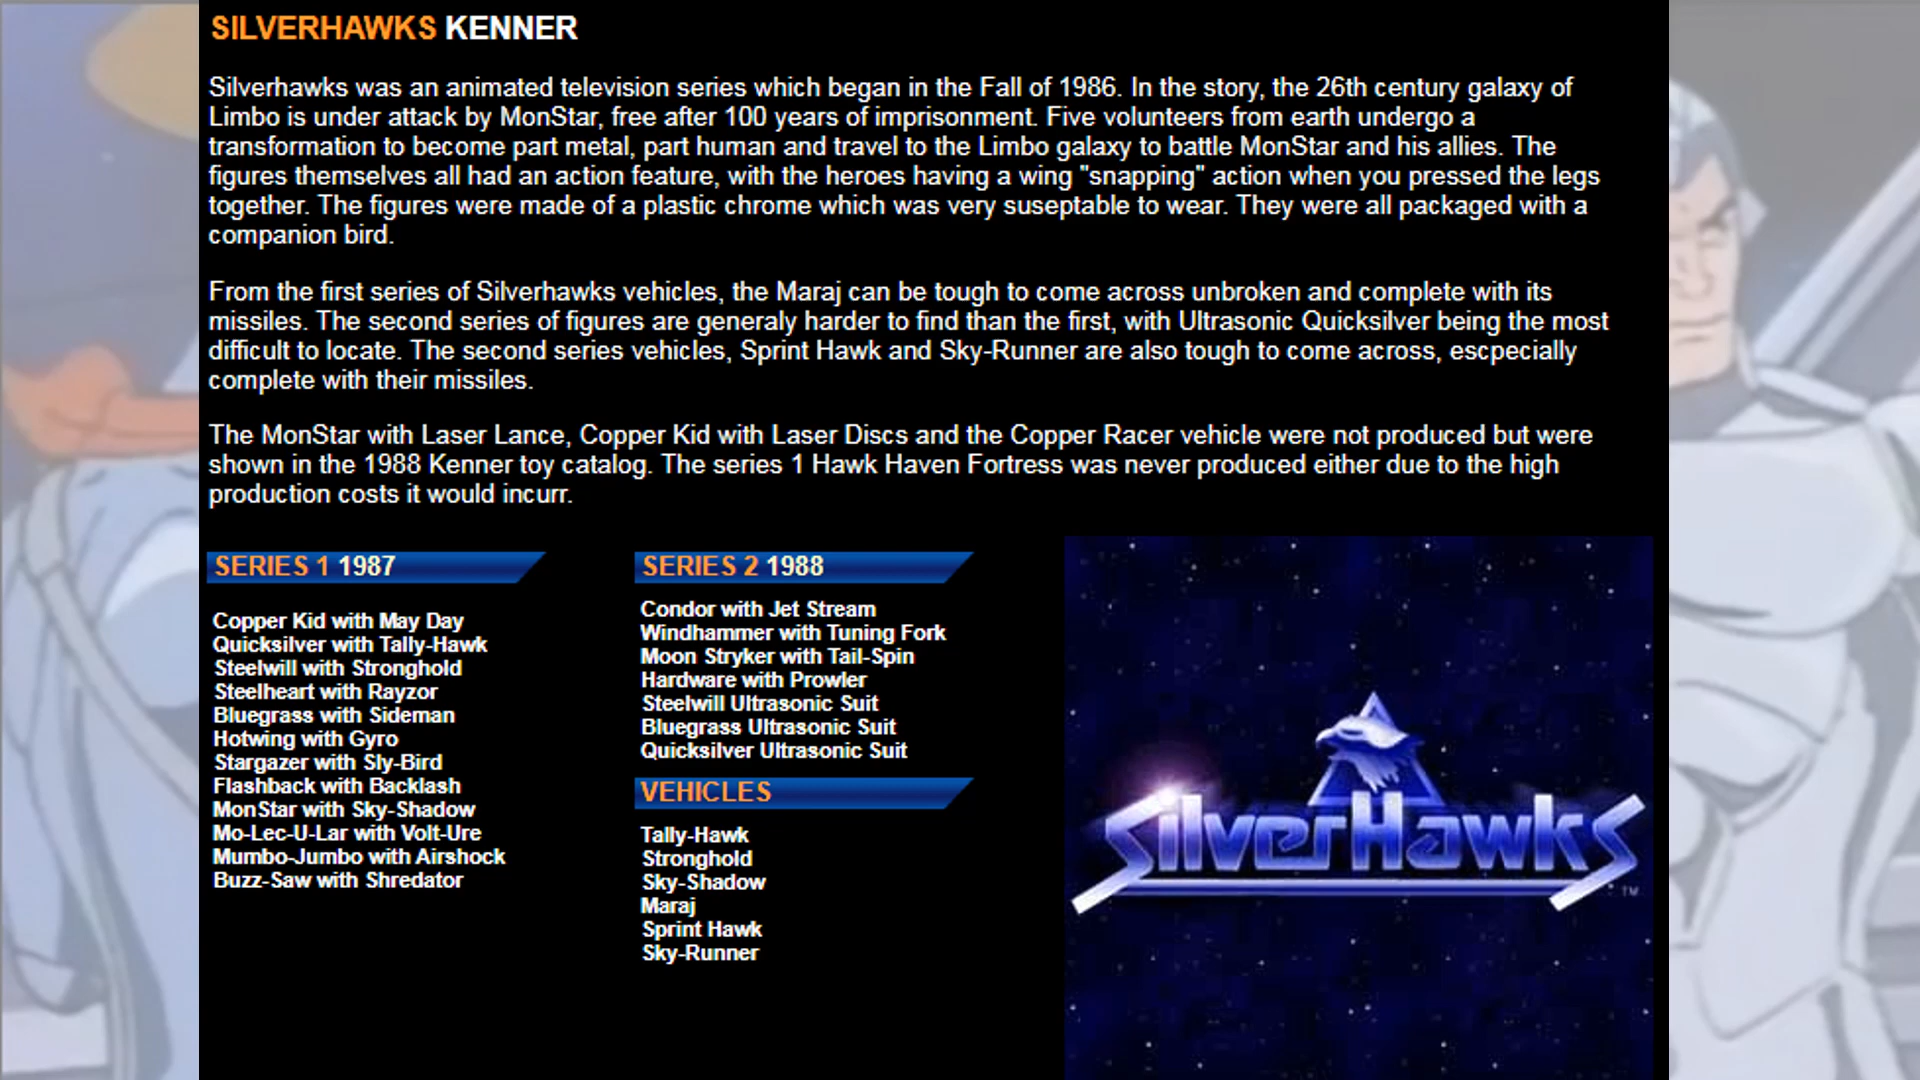 SILVERHAWKS KENNER
Silverhawks was an animated television series which began in the Fall of 1986. In the story, the 26th century galaxy of
Limbo is under attack by MonStar, free after 100 years of imprisonment. Five volunteers from earth undergo a
transformation to become part metal, part human and travel to the Limbo galaxy to battle MonStar and his allies. The
figures themselves all had an action feature, with the heroes having a wing "snapping" action when you pressed the legs
together. The figures were made of a plastic chrome which was very suseptable to wear. They were all packaged with a
companion bird.
From the first series of Silverhawks vehicles, the Maraj can be tough to come across unbroken and complete with its
missiles. The second series of figures are generaly harder to find than the first, with Ultrasonic Quicksilver being the most
difficult to locate. The second series vehicles, Sprint Hawk and Sky-Runner are also tough to come across, escpecially
complete with their missiles.
The MonStar with Laser Lance, Copper Kid with Laser Discs and the Copper Racer vehicle were not produced but were
shown in the 1988 Kenner toy catalog. The series 1 Hawk Haven Fortress was never produced either due to the high
production costs it would incurr.
SERIES 1 1987
Copper Kid with May Day
Quicksilver with Tally-Hawk
Steelwill with Stronghold
Steelheart with Rayzor
Bluegrass with Sideman
Hotwing with Gyro
Stargazer with Sly-Bird
Flashback with Backlash
MonStar with Sky-Shadow
Mo-Lec-U-Lar with Volt-Ure
Mumbo-Jumbo with Airshock
Buzz-Saw with Shredator
SERIES 2 1988
Condor with Jet Stream
Windhammer with Tuning Fork
Moon Stryker with Tail-Spin
Hardware with Prowler
Steelwill Ultrasonic Suit
Bluegrass Ultrasonic Suit
Quicksilver Ultrasonic Suit
VEHICLES
Tally-Hawk
Stronghold
Sky-Shadow
Maraj
Sprint Hawk
Sky-Runner
SilverHawks
TM